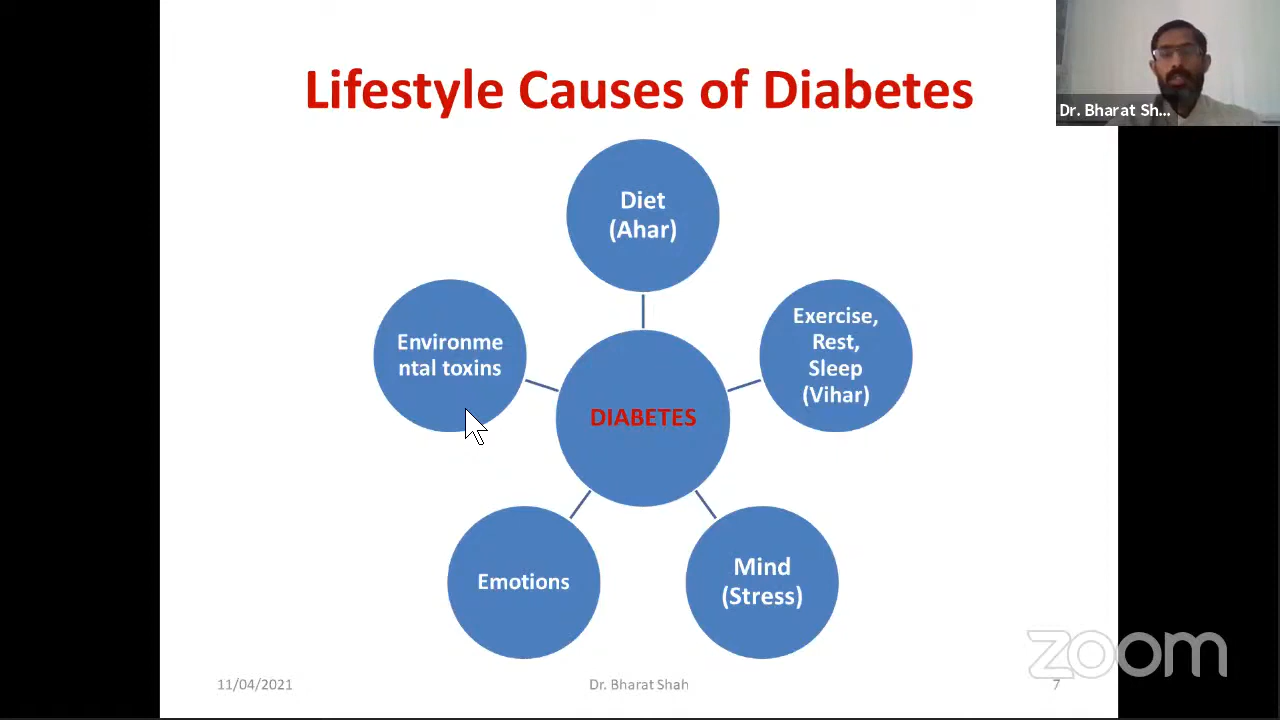 Lifestyle Causes of Diabetes
Dr. Bharat Sh...
Diet
(Ahar)
Exercise,
Rest,
Sleep
(Vihar)
Environme
ntal toxins
DIABETES
Emotions
Mind
(Stress)
zoom
11/04/2021
Dr. Bharat Shah
7